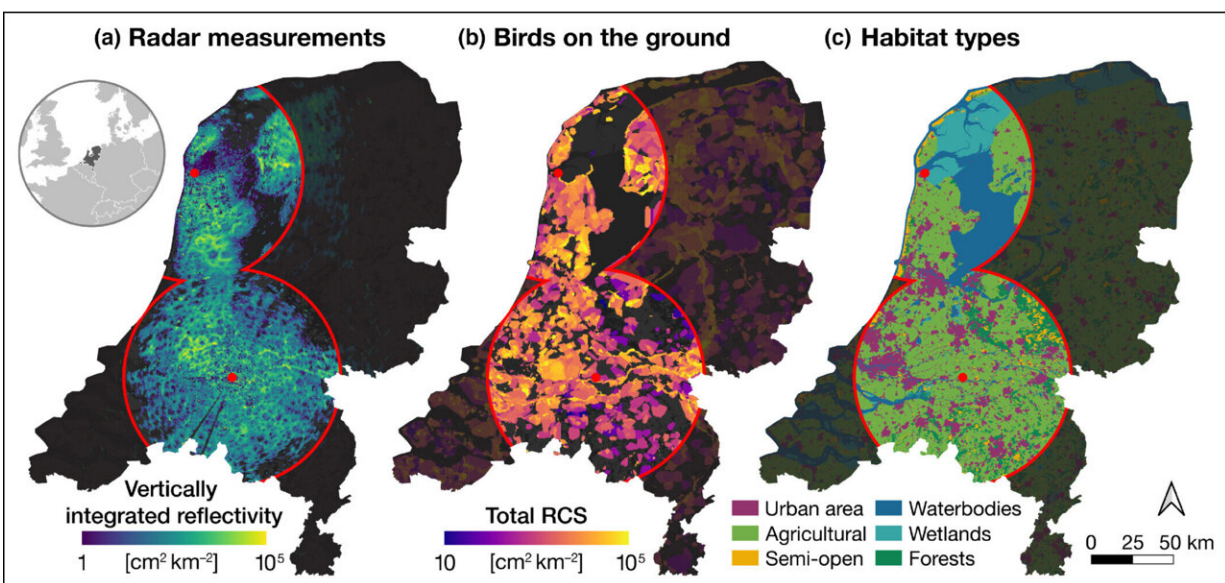 (a) Radar measurements
(b) Birds on the ground
(c) Habitat types
Vertically
integrated reflectivity
1 [cm² km⁻²] 10⁵
Total RCS
10 [cm² km⁻²] 10⁵
Urban area
Agricultural
Semi-open
Waterbodies
Wetlands
Forests
0 25 50 km